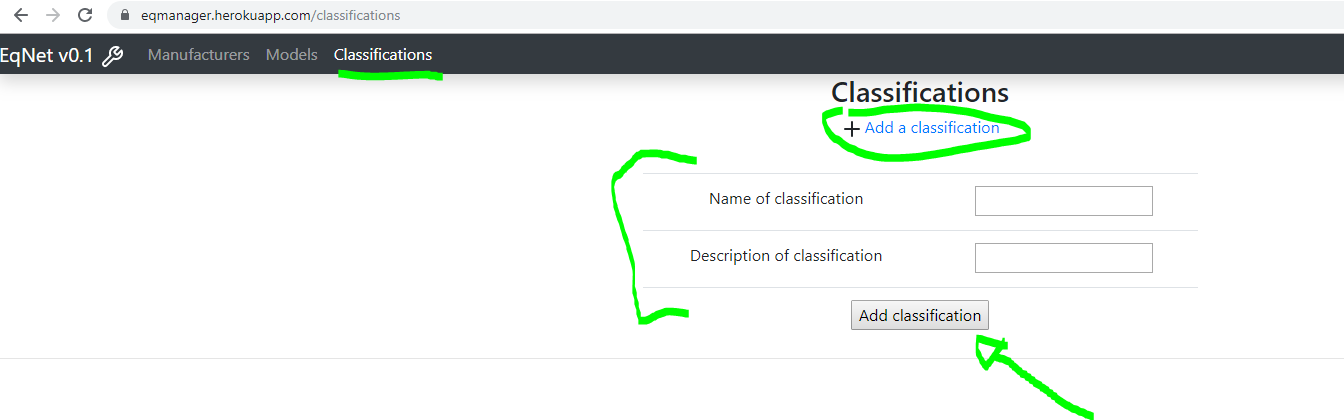 eqmanager.herokuapp.com/classifications
EqNet v0.1 Manufacturers Models Classifications
Classifications
+ Add a classification
Name of classification
Description of classification
Add classification